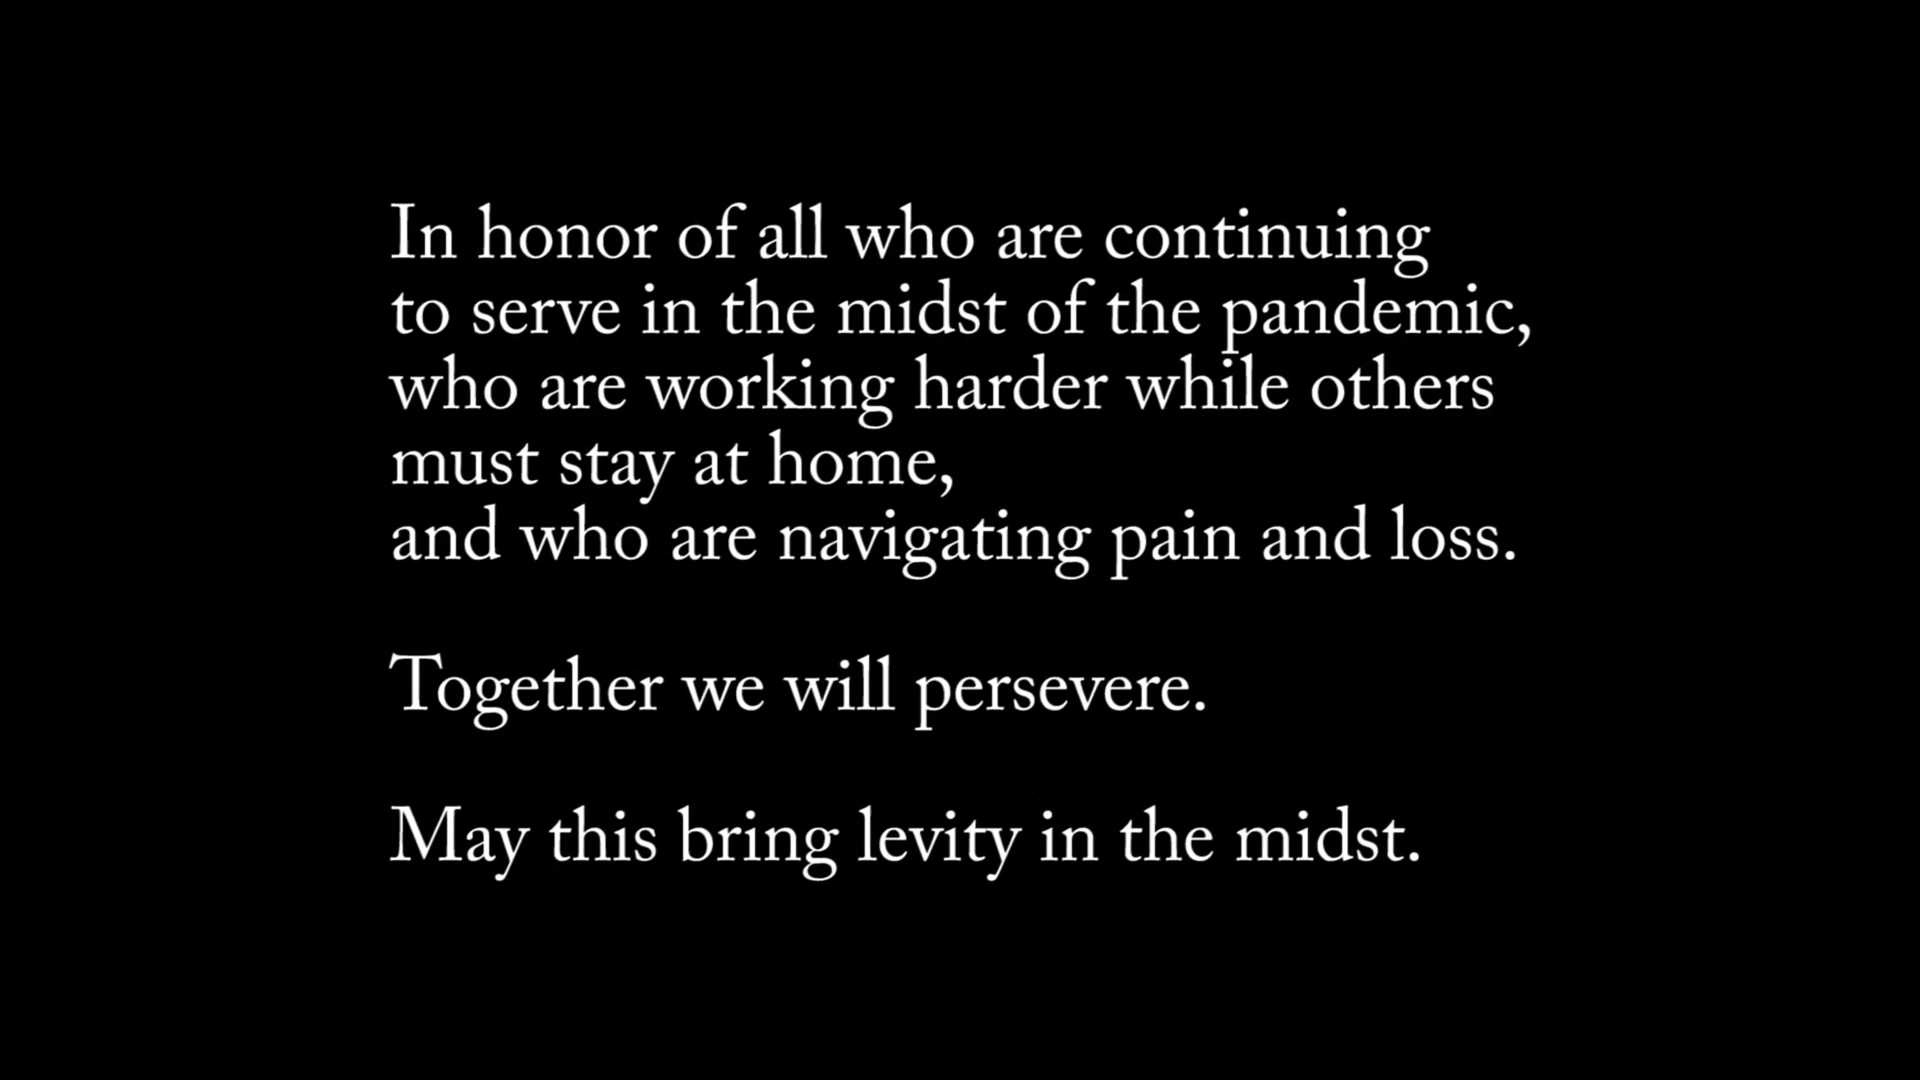 In honor of all who are continuing
to serve in the midst of the pandemic,
who are working harder while others
must stay at home,
and who are navigating pain and loss.
Together we will persevere.
May this bring levity in the midst.